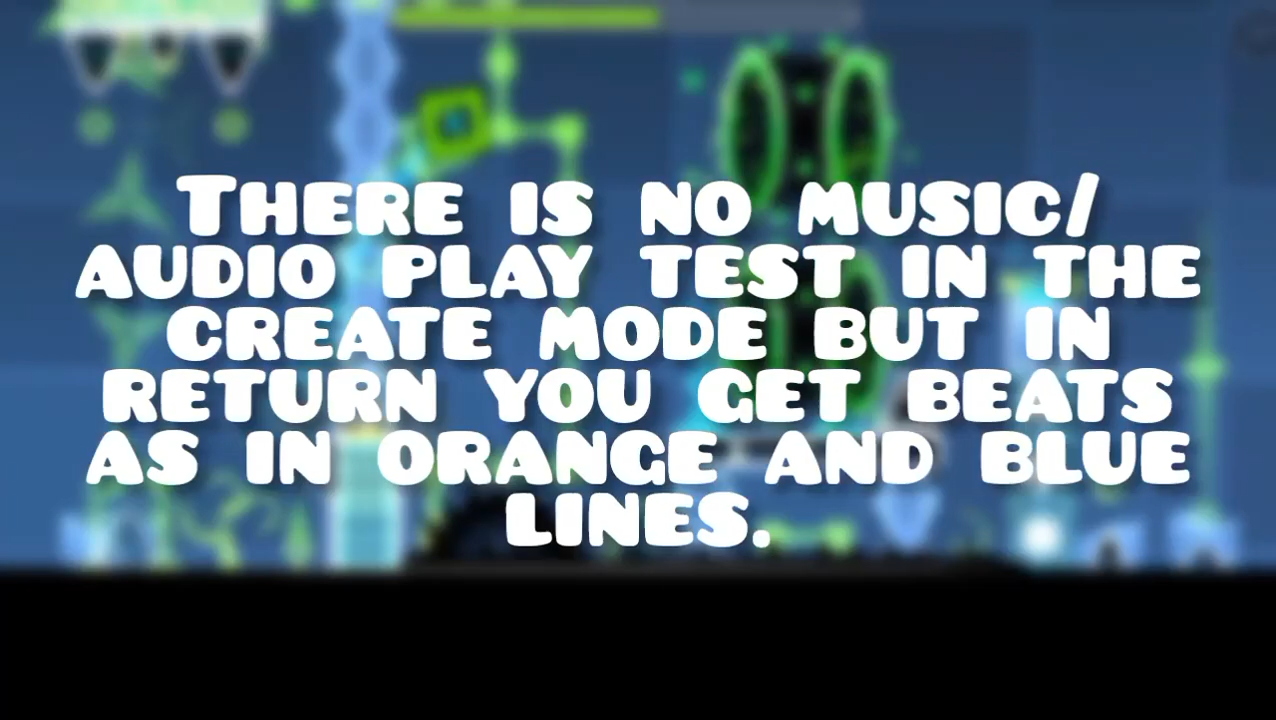 THERE IS NO MUSIC/
AUDIO PLAY TEST IN THE
CREATE MODE BUT IN
RETURN YOU GET BEATS
AS IN ORANGE AND BLUE
LINES.